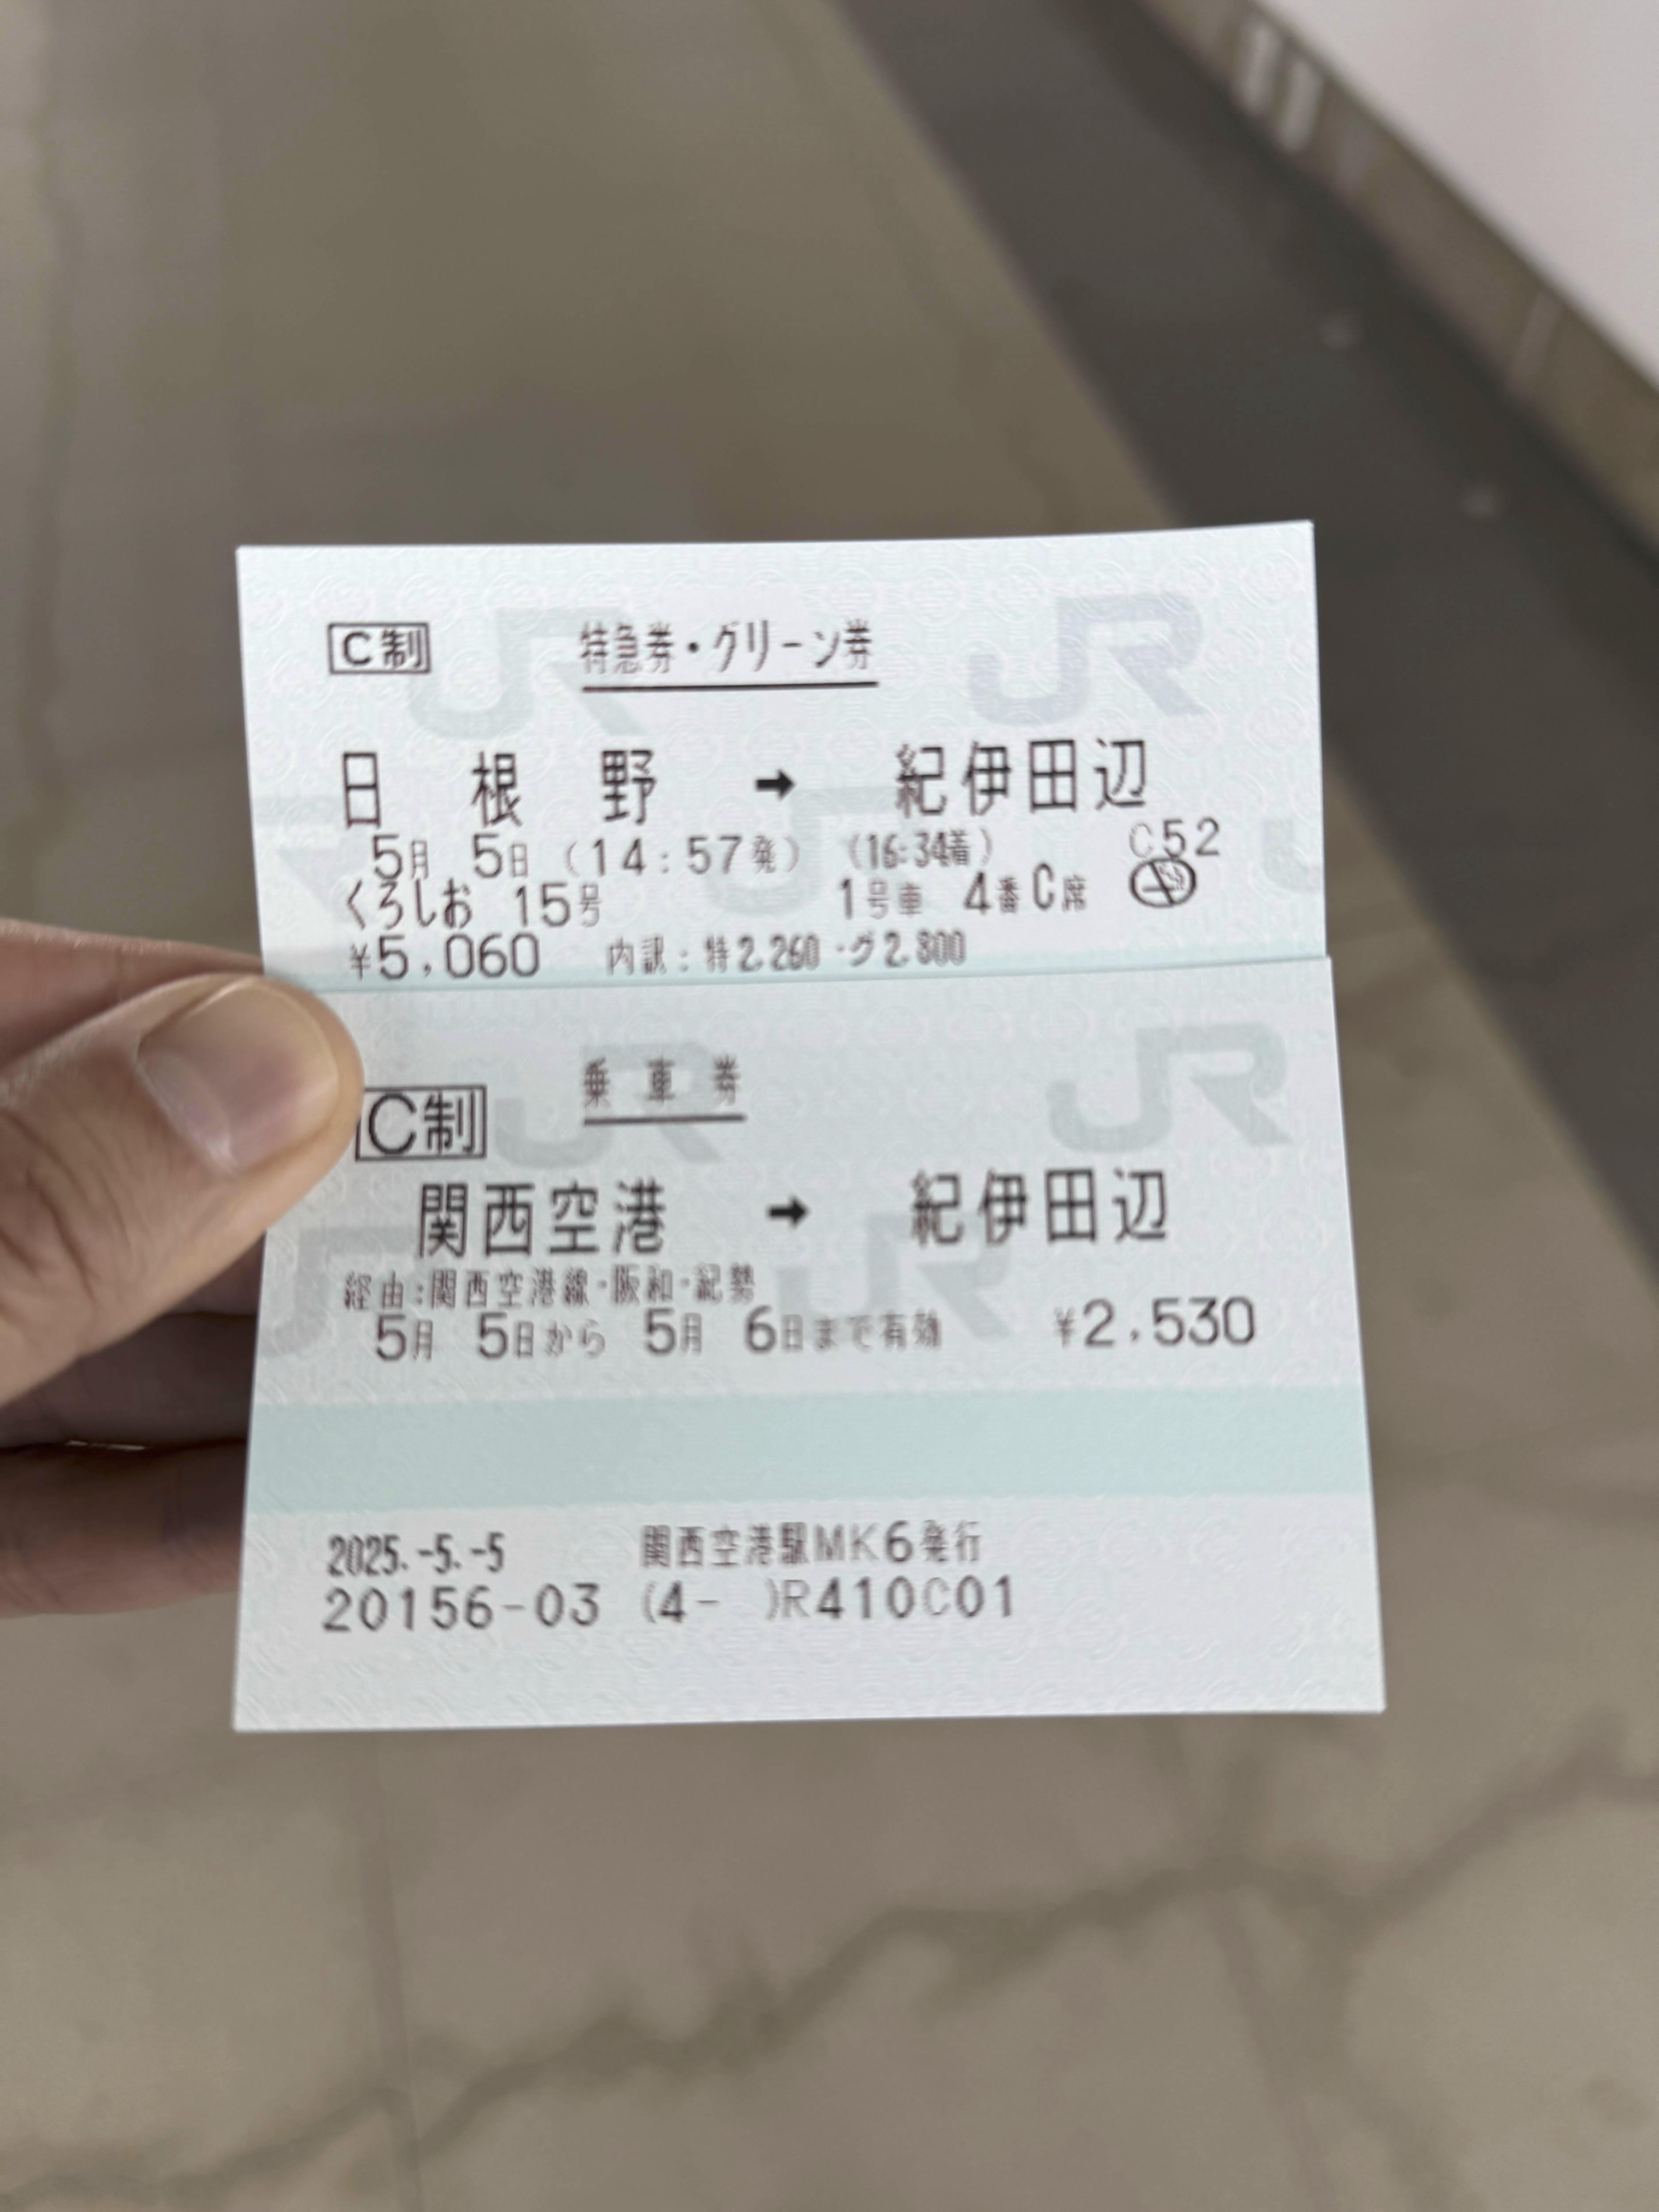 C制 特急券・グリーン券
日根野 → 紀伊田辺
5月 5日 (14:57発) (16:34着) C52
くろしお 15号 1号車 4番C席
¥5,060 内訳:特2,260・グ2,800
乗車券
C制
関西空港 → 紀伊田辺
経由:関西空港線・阪和・紀勢
5月 5日から 5月 6日まで有効 ¥2,530
2025.-5.-5 関西空港駅MK6発行
20156-03 (4- )R410C01
JR